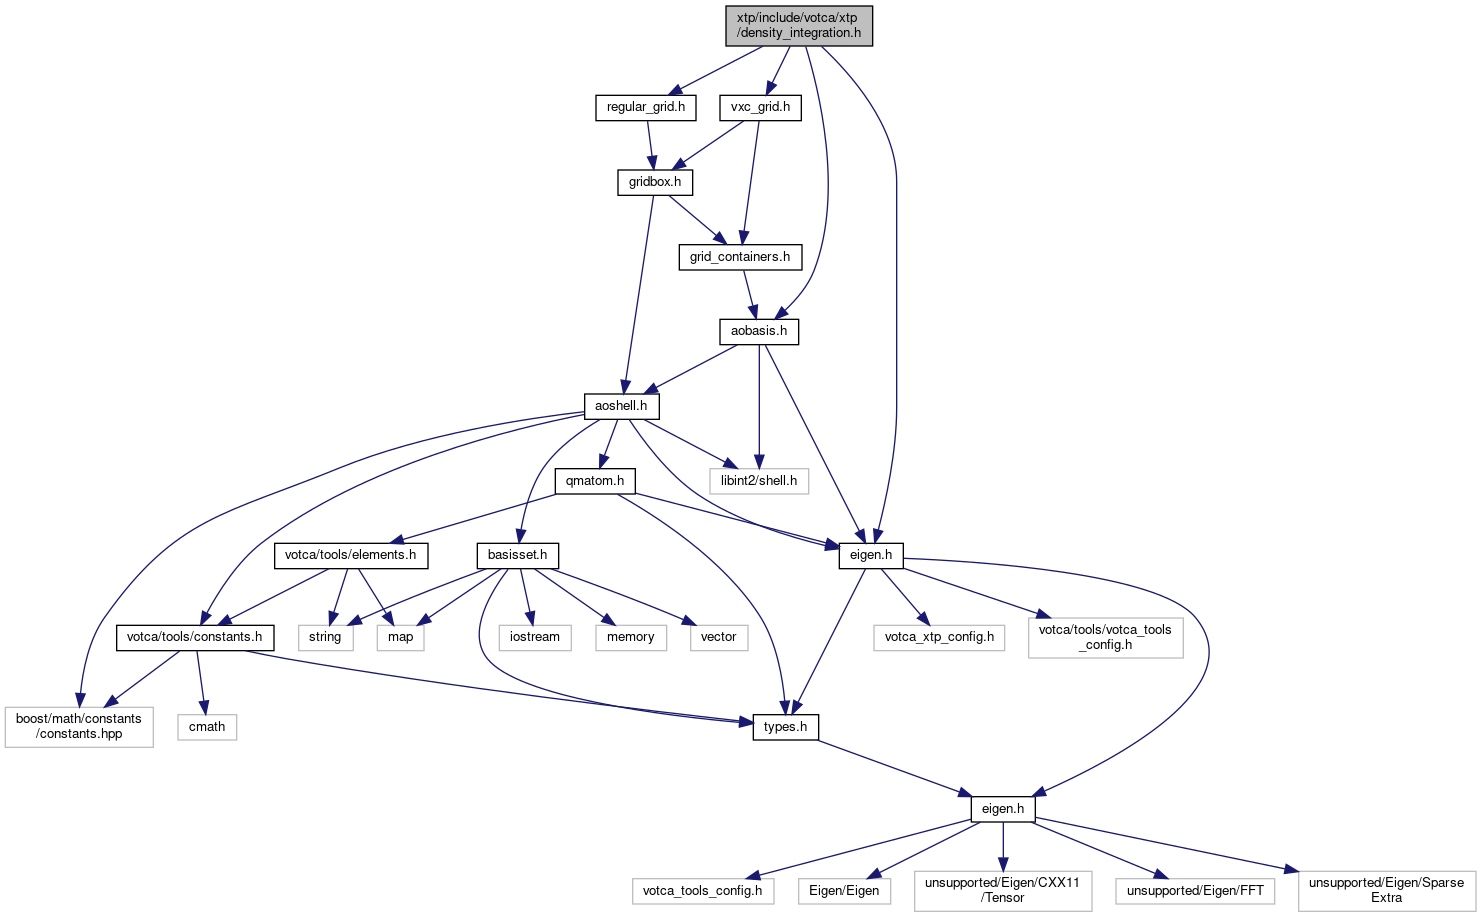 xtp/include/votca/xtp
/density_integration.h
regular_grid.h
vxc_grid.h
gridbox.h
grid_containers.h
aobasis.h
aoshell.h
qmatom.h
libint2/shell.h
votca/tools/elements.h
basisset.h
eigen.h
votca/tools/constants.h
string
map
iostream
memory
vector
votca_xtp_config.h
votca/tools/votca_tools
_config.h
boost/math/constants
/constants.hpp
cmath
types.h
eigen.h
votca_tools_config.h
Eigen/Eigen
unsupported/Eigen/CXX11
/Tensor
unsupported/Eigen/FFT
unsupported/Eigen/Sparse
Extra